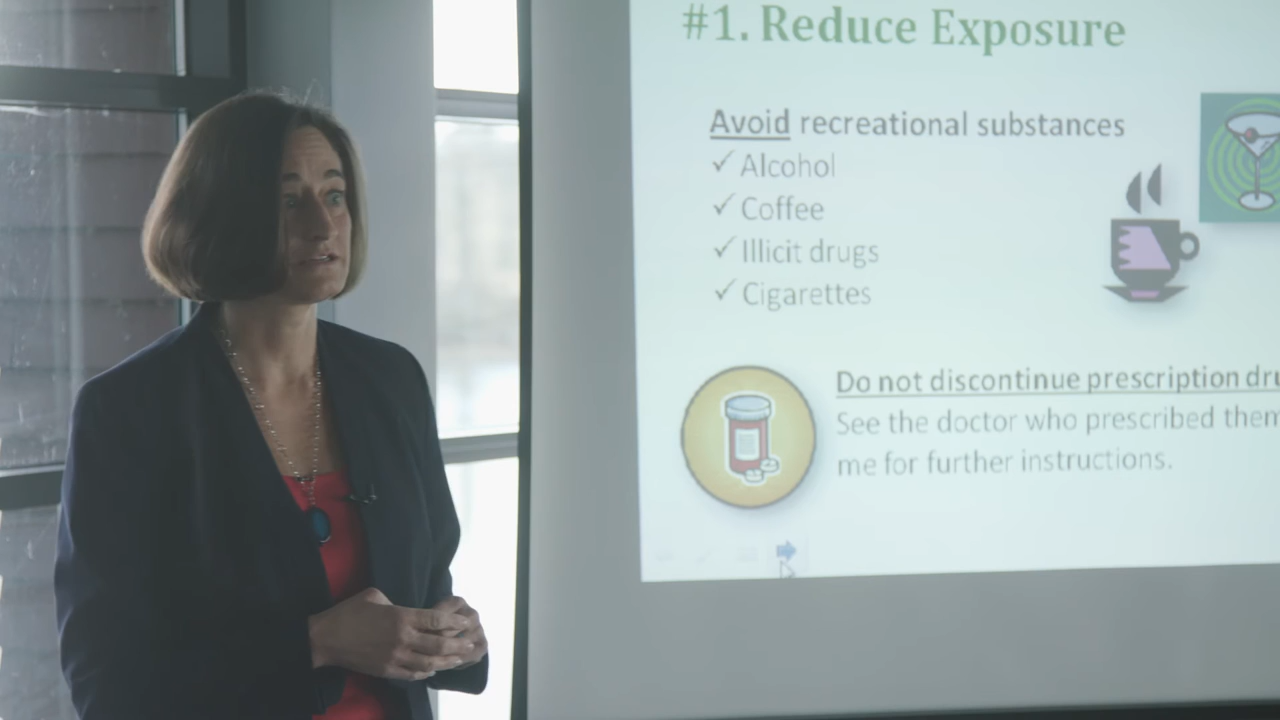 #1. Reduce Exposure
Avoid recreational substances
✓ Alcohol
✓ Coffee
✓ Illicit drugs
✓ Cigarettes
Do not discontinue prescription
See the doctor who prescribed them
me for further instructions.